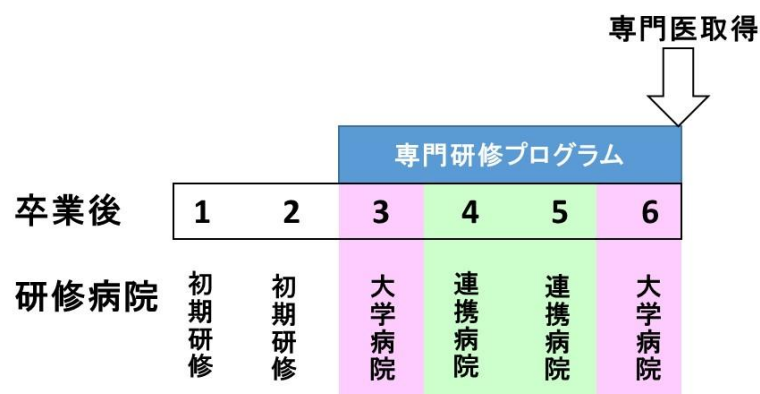 専門医取得
専門研修プログラム
卒業後 1 2 3 4 5 6
研修病院 初期研修 初期研修 大学病院 連携病院 連携病院 大学病院